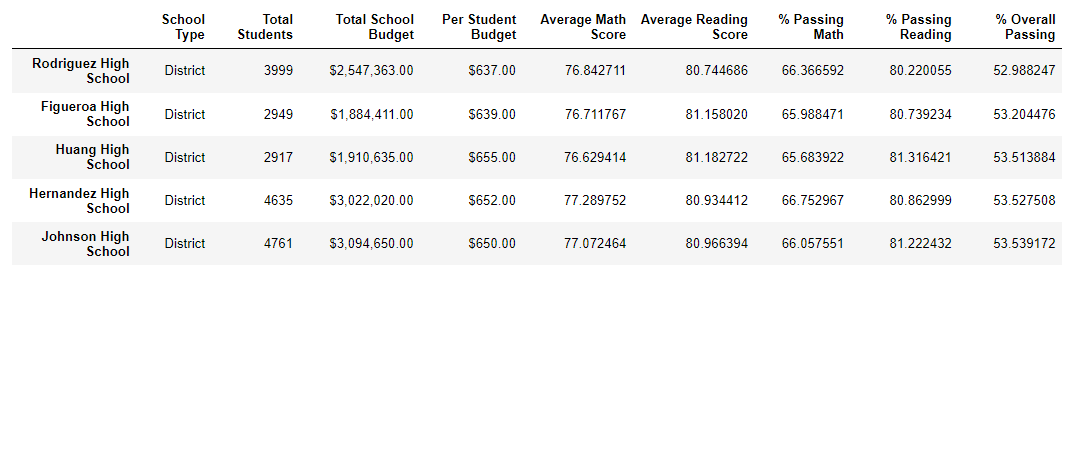 School Type Total Students Total School Budget Per Student Budget Average Math Score Average Reading Score % Passing Math % Passing Reading % Overall Passing
Rodriguez High School District 3999 $2,547,363.00 $637.00 76.842711 80.744686 66.366592 80.220055 52.988247
Figueroa High School District 2949 $1,884,411.00 $639.00 76.711767 81.158020 65.988471 80.739234 53.204476
Huang High School District 2917 $1,910,635.00 $655.00 76.629414 81.182722 65.683922 81.316421 53.513884
Hernandez High School District 4635 $3,022,020.00 $652.00 77.289752 80.934412 66.752967 80.862999 53.527508
Johnson High School District 4761 $3,094,650.00 $650.00 77.072464 80.966394 66.057551 81.222432 53.539172